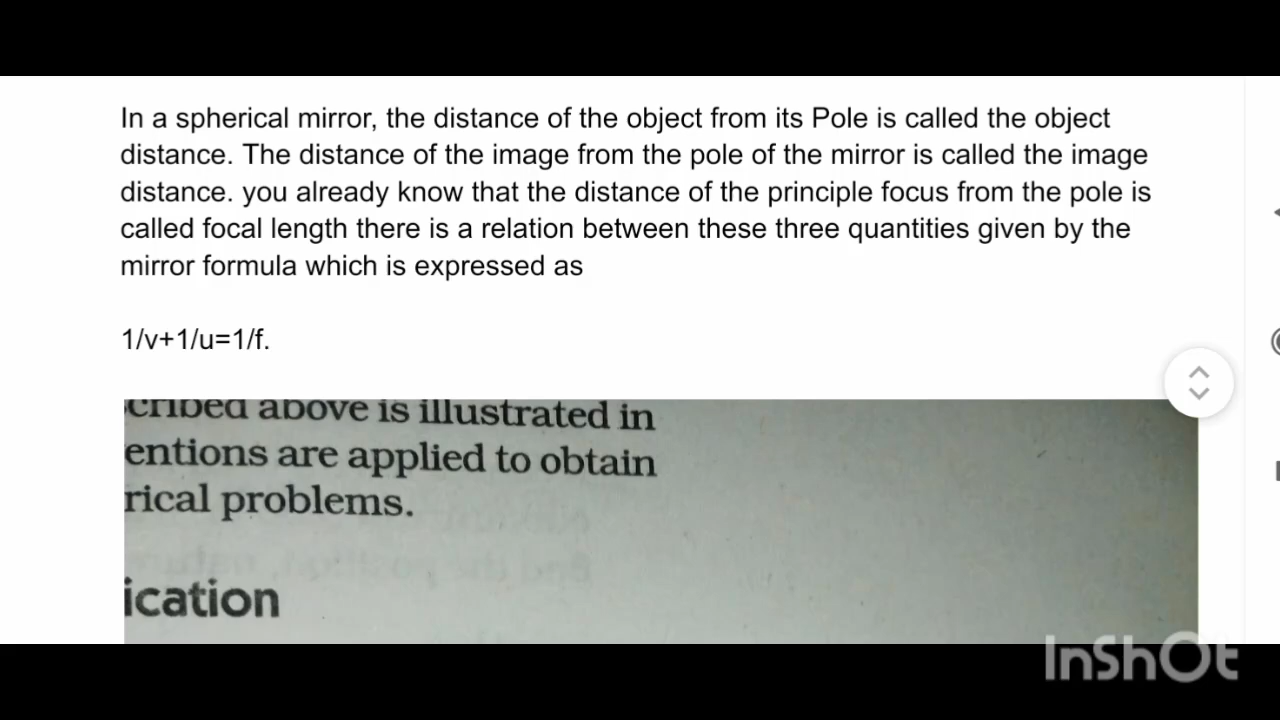 In a spherical mirror, the distance of the object from its Pole is called the object
distance. The distance of the image from the pole of the mirror is called the image
distance. you already know that the distance of the principle focus from the pole is
called focal length there is a relation between these three quantities given by the
mirror formula which is expressed as
1/v+1/u=1/f.
cribed above is illustrated in
entions are applied to obtain
rical problems.
ication
InShOt